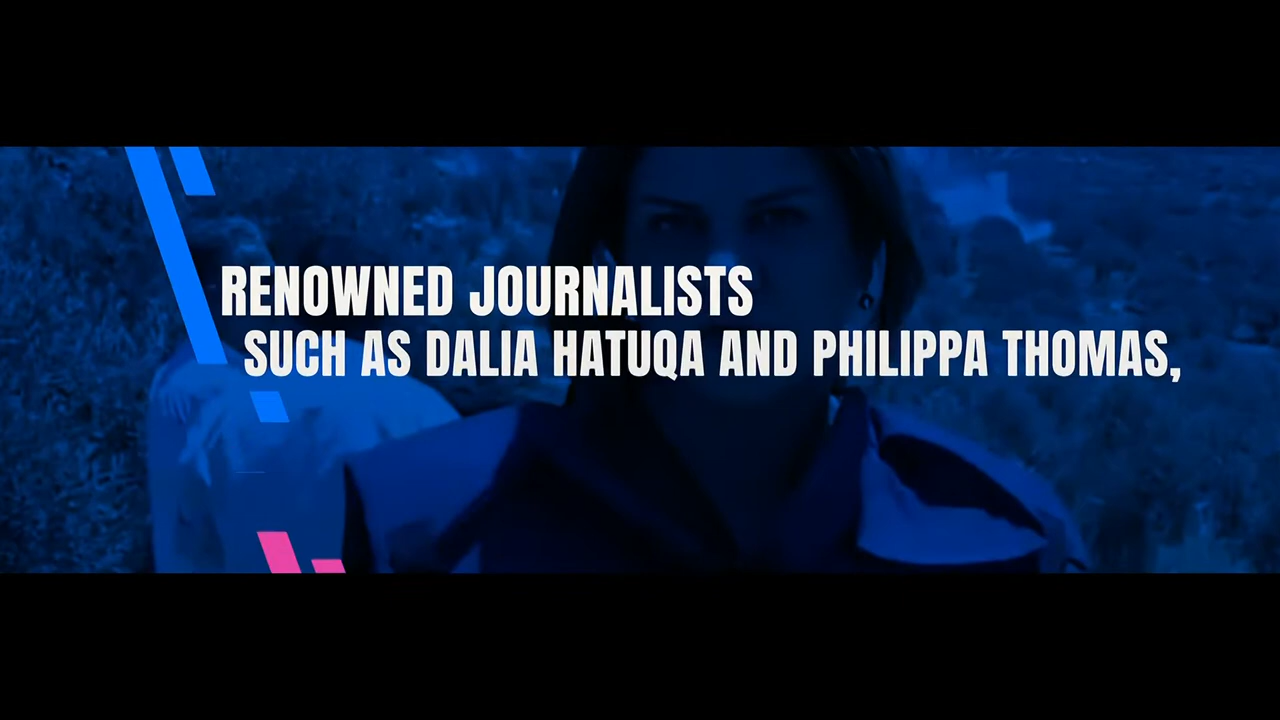 RENOWNED JOURNALISTS
SUCH AS DALIA HATUQA AND PHILIPPA THOMAS,